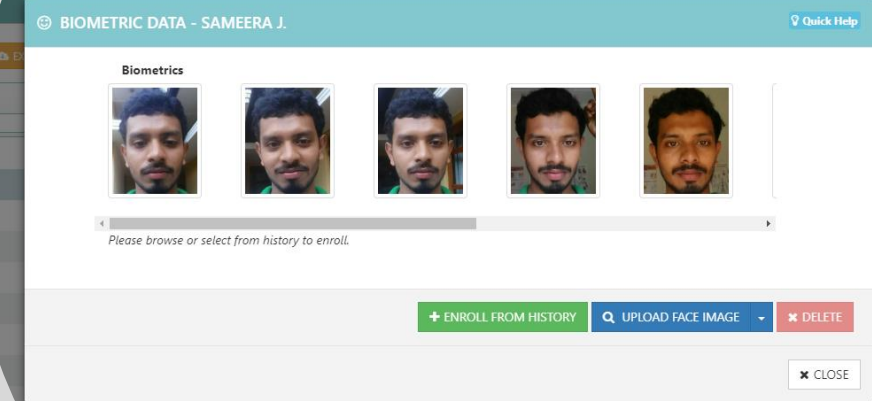 BIOMETRIC DATA - SAMEERA J.
Quick Help
Biometrics
Please browse or select from history to enroll.
ENROLL FROM HISTORY
UPLOAD FACE IMAGE
DELETE
CLOSE